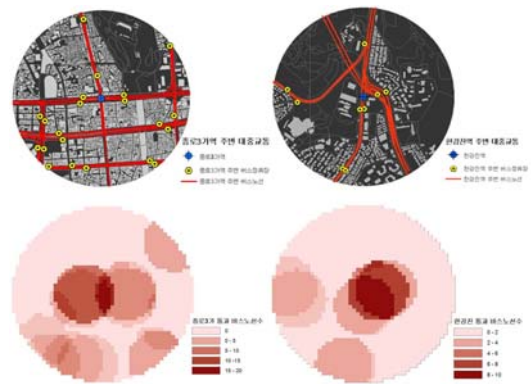 종로3가역 주변 대중교통
종로3가역
종로3가역 주변 버스정류장
종로3가역 주변 버스노선
한강진역 주변 대중교통
한강진역
한강진역 주변 버스정류장
한강진역 주변 버스노선
종로3가 통과 버스노선수
0
0 - 5
5 - 10
10 - 15
15 - 20
한강진 통과 버스노선수
0 - 2
2 - 4
4 - 6
6 - 8
8 - 10